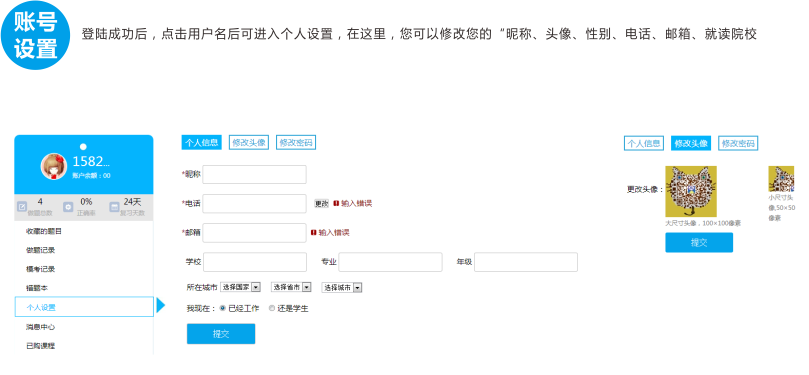 账号
设置
登陆成功后，点击用户名后可进入个人设置，在这里，您可以修改您的“昵称、头像、性别、电话、邮箱、就读院校
1582...
账户余额：00
4
0%
24天
做题总数
正确率
复习天数
收藏的题目
做题记录
模考记录
错题本
个人设置
消息中心
已购课程
个人信息 修改头像 修改密码
*昵称
*电话 更改 输入错误
*邮箱 输入错误
学校 专业 年级
所在城市 选择国家 选择省市 选择城市
我现在： 已经工作 还是学生
提交
个人信息 修改头像 修改密码
更改头像：
大尺寸头像，100×100像素
小尺寸头
像,50×50
像素
提交